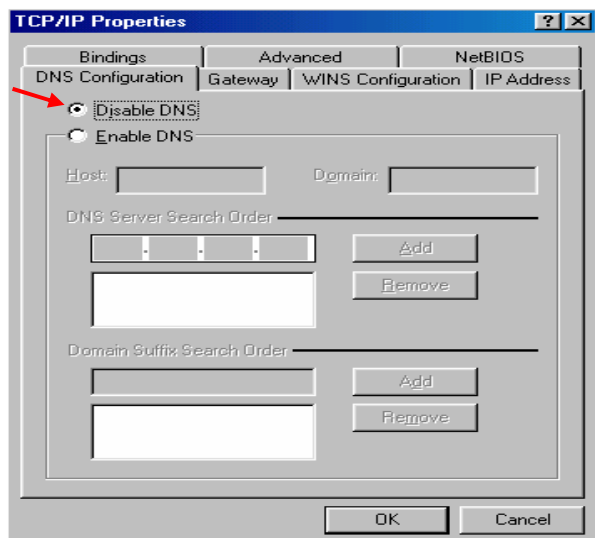 TCP/IP Properties
Bindings Advanced NetBIOS
DNS Configuration Gateway WINS Configuration IP Address
Disable DNS
Enable DNS
Host: Domain:
DNS Server Search Order
. . .
Add
Remove
Domain Suffix Search Order
Add
Remove
OK Cancel